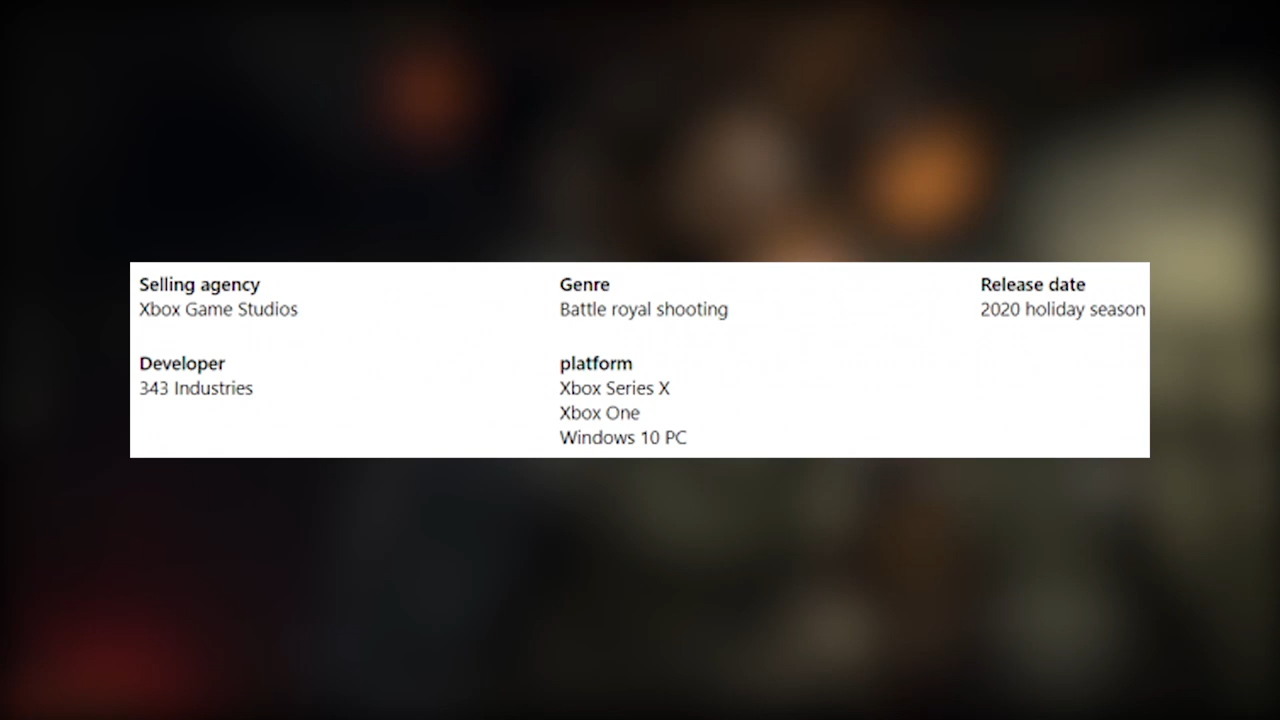 Selling agency
Xbox Game Studios
Genre
Battle royal shooting
Release date
2020 holiday season
Developer
343 Industries
platform
Xbox Series X
Xbox One
Windows 10 PC